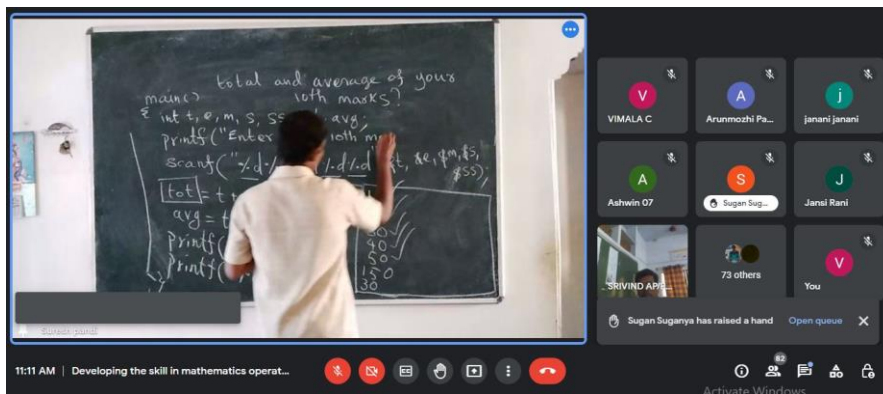 total and average of your
main() 10th marks?
{ int t, e, m, s, ss avg;
printf("Enter 10th m
scanf("%d % %d%d" t, &e, &m, &s,
&ss);
tot = t +
avg = t
printf(
printf(
50
40
50
150
30
Suresh pandi
VIMALA C
Arunmozhi Pa...
janani janani
Ashwin 07
Sugan Sug...
Jansi Rani
SRIVIND AP/E...
73 others
You
Sugan Suganya has raised a hand Open queue
11:11 AM | Developing the skill in mathematics operat...
82
Activate Windows